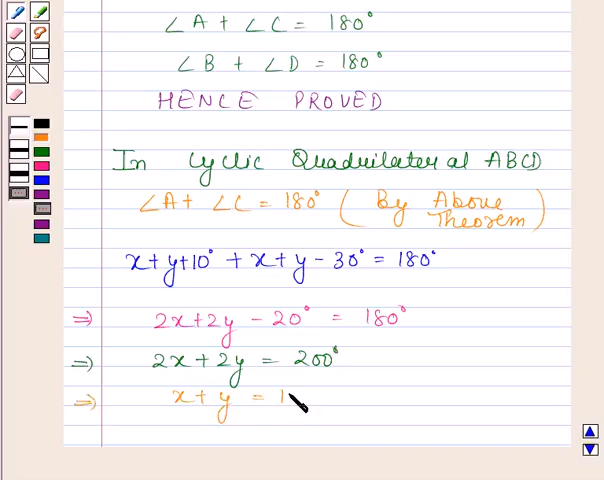 ∠A + ∠C = 180°
∠B + ∠D = 180°
HENCE PROVED
In Cyclic Quadrilateral ABCD
∠A + ∠C = 180° (By Above Theorem)
x+y+10° + x+y-30° = 180°
⇒ 2x+2y - 20° = 180°
⇒ 2x+2y = 200°
⇒ x+y = 1